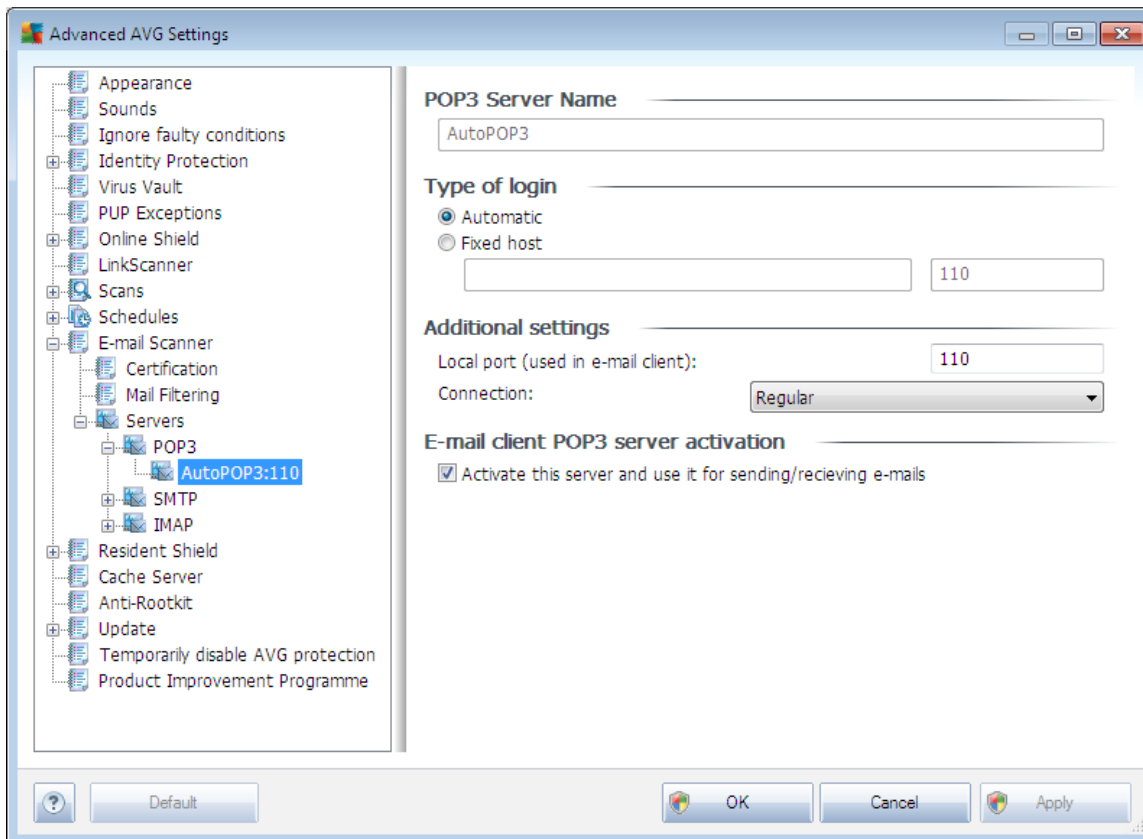 Advanced AVG Settings
Appearance
Sounds
Ignore faulty conditions
Identity Protection
Virus Vault
PUP Exceptions
Online Shield
LinkScanner
Scans
Schedules
E-mail Scanner
Certification
Mail Filtering
Servers
POP3
AutoPOP3:110
SMTP
IMAP
Resident Shield
Cache Server
Anti-Rootkit
Update
Temporarily disable AVG protection
Product Improvement Programme
POP3 Server Name
AutoPOP3
Type of login
Automatic
Fixed host
110
Additional settings
Local port (used in e-mail client): 110
Connection: Regular
E-mail client POP3 server activation
Activate this server and use it for sending/recieving e-mails
? Default OK Cancel Apply